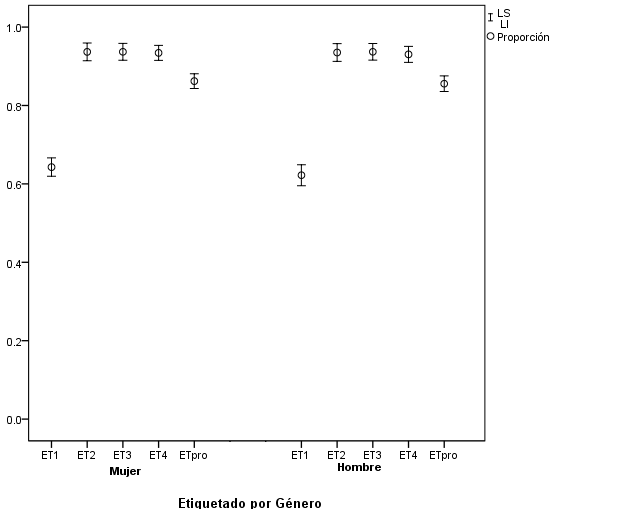 LS
LI
Proporción
1.0
0.8
0.6
0.4
0.2
0.0
ET1 ET2 ET3 ET4 ETpro ET1 ET2 ET3 ET4 ETpro
Mujer Hombre
Etiquetado por Género